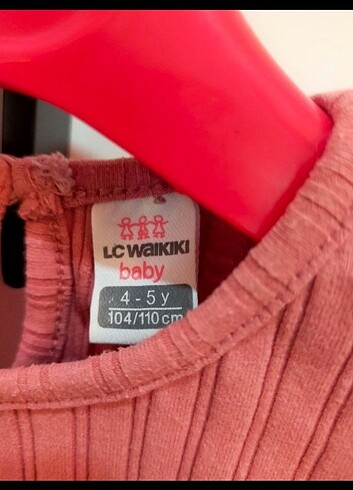 LC WAIKIKI
baby
4 - 5 y
104/110 cm